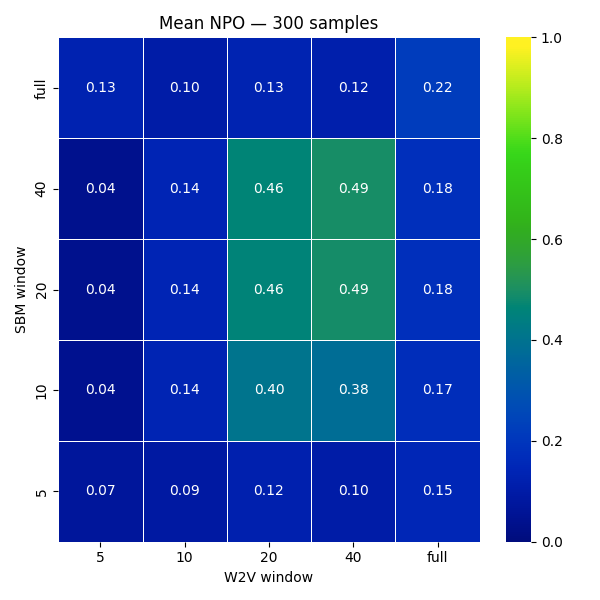 Mean NPO — 300 samples
full
0.13 0.10 0.13 0.12 0.22
40
0.04 0.14 0.46 0.49 0.18
20
0.04 0.14 0.46 0.49 0.18
10
0.04 0.14 0.40 0.38 0.17
5
0.07 0.09 0.12 0.10 0.15
SBM window
5 10 20 40 full
W2V window
1.0
0.8
0.6
0.4
0.2
0.0